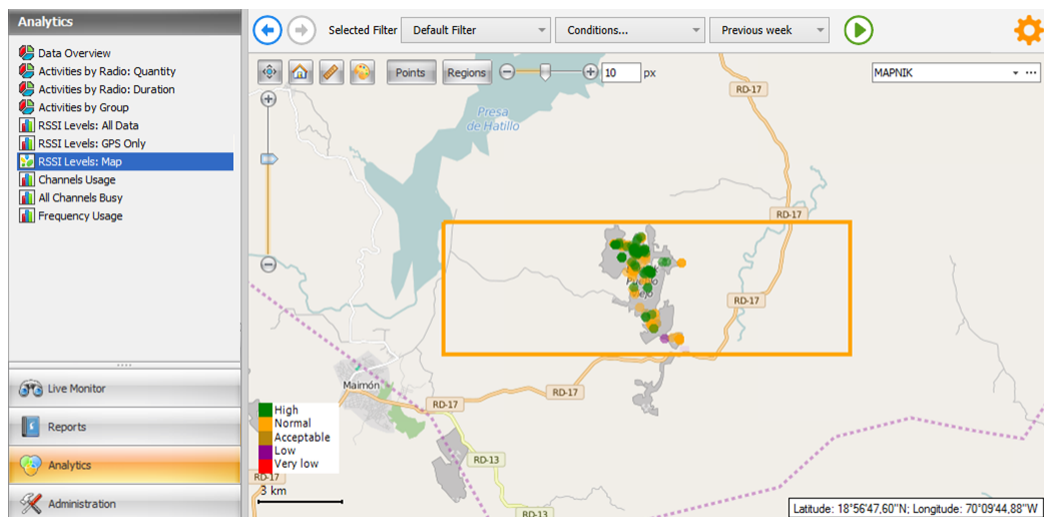 Analytics
Data Overview
Activities by Radio: Quantity
Activities by Radio: Duration
Activities by Group
RSSI Levels: All Data
RSSI Levels: GPS Only
RSSI Levels: Map
Channels Usage
All Channels Busy
Frequency Usage
Live Monitor
Reports
Analytics
Administration
Selected Filter Default Filter Conditions... Previous week
Points Regions 10 px MAPNIK
RD-17
Presa
de Hatillo
RD-17
RD-17
Maimón
RD-17
RD-17
High
Normal
Acceptable
Low
Very low
RD-13
RD-17
3 km
RD-13
Latitude: 18°56'47,60"N; Longitude: 70°09'44,88"W